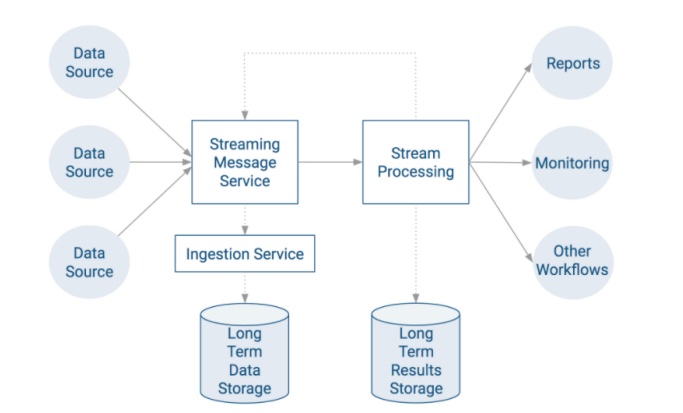 Data
Source
Data
Source
Data
Source
Streaming
Message
Service
Ingestion Service
Long
Term
Data
Storage
Stream
Processing
Long
Term
Results
Storage
Reports
Monitoring
Other
Workflows